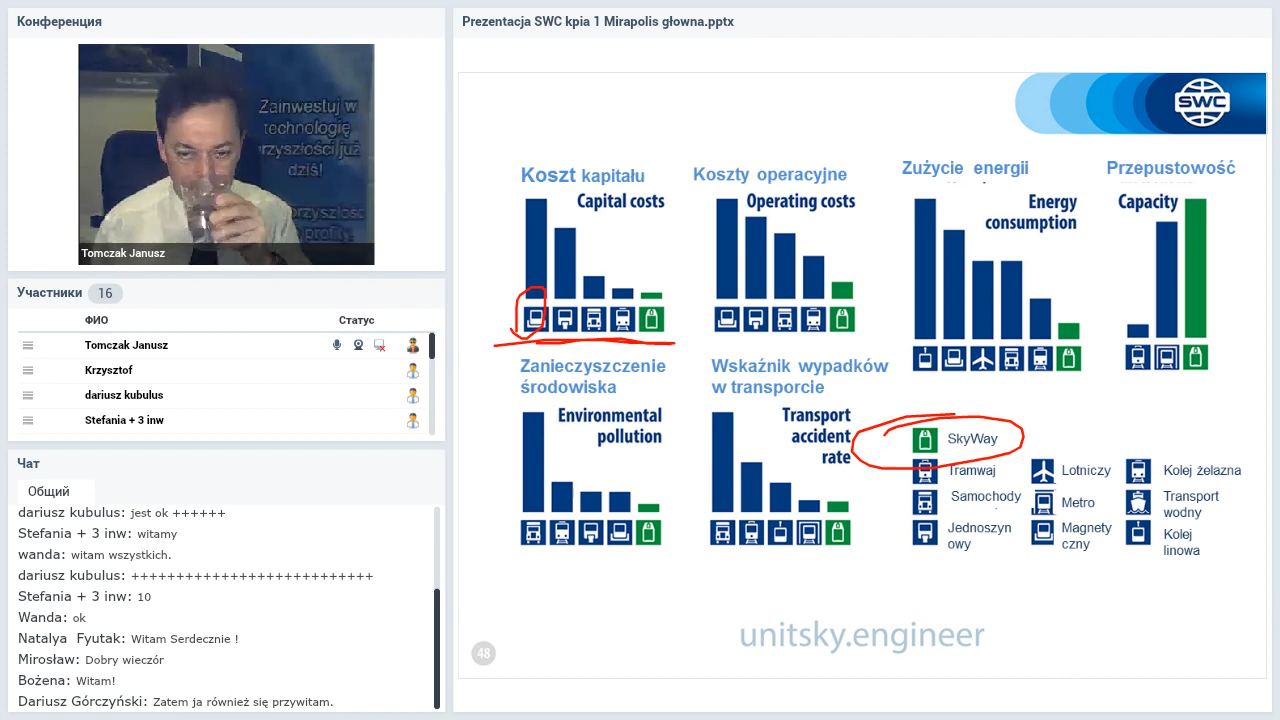 Конференция
Zainwestuj w
technologię
przyszłości już
dziś!
Tomczak Janusz
Участники 16
ФИО Статус
Tomczak Janusz
Krzysztof
dariusz kubulus
Stefania + 3 inw
Чат
Общий
dariusz kubulus: jest ok ++++++
Stefania + 3 inw: witamy
wanda: witam wszystkich.
dariusz kubulus: +++++++++++++++++++++++++++
Stefania + 3 inw: 10
Wanda: ok
Natalya Fyutak: Witam Serdecznie !
Mirosław: Dobry wieczór
Bożena: Witam!
Dariusz Górczyński: Zatem ja również się przywitam.
Prezentacja SWC kpia 1 Mirapolis głowna.pptx
SWC
Koszt kapitału
Capital costs
Koszty operacyjne
Operating costs
Zużycie energii
Energy
consumption
Przepustowość
Capacity
Zanieczyszczenie
środowiska
Environmental
pollution
Wskaźnik wypadków
w transporcie
Transport
accident
rate
SkyWay
Tramwaj
Lotniczy
Kolej żelazna
Samochody
Metro
Transport
wodny
Jednoszyn
owy
Magnety
czny
Kolej
linowa
unitsky.engineer
48